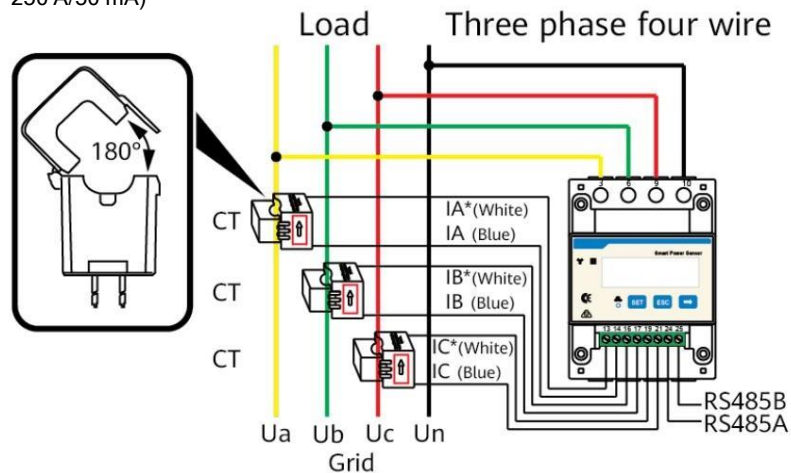 250 A/50 mA)
Load
Three phase four wire
180°
3 6 9 10
CT
IA*(White)
IA (Blue)
Smart Power Sensor
SET ESC
CT
IB*(White)
IB (Blue)
13 14 16 17 19 21 24 25
CT
IC*(White)
IC (Blue)
RS485B
RS485A
Ua Ub Uc Un
Grid